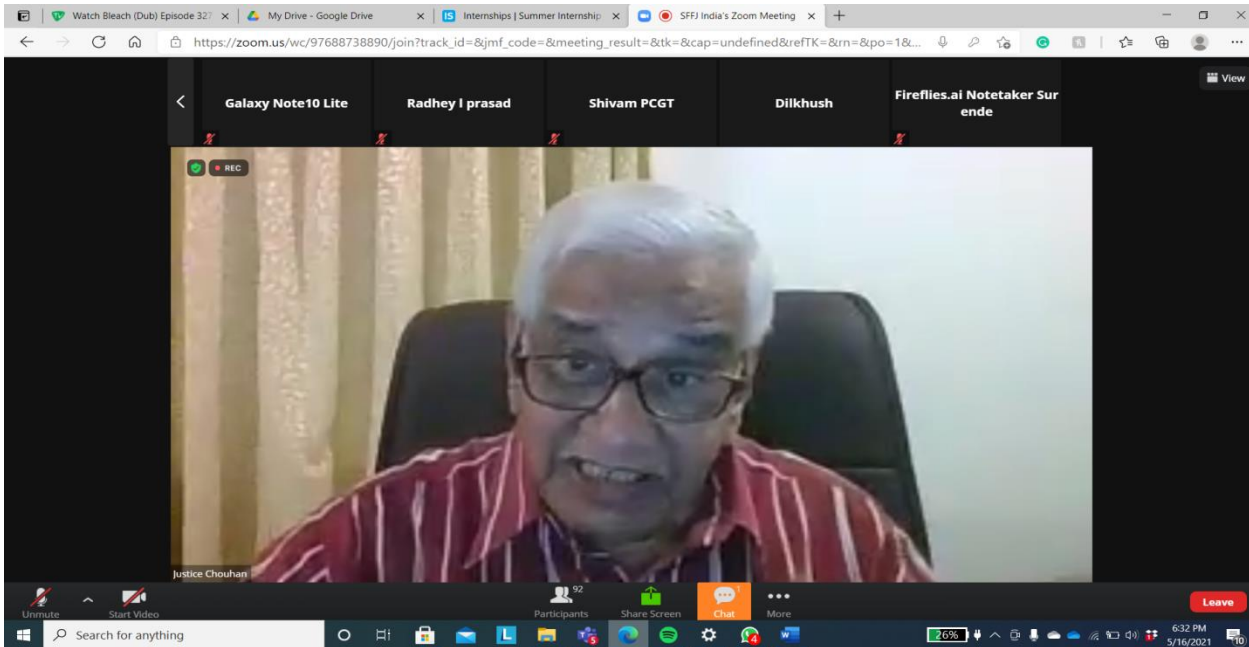 Watch Bleach (Dub) Episode 327
My Drive - Google Drive
Internships | Summer Internship
SFFJ India's Zoom Meeting
https://zoom.us/wc/97688738890/join?track_id=&jmf_code=&meeting_result=&tk=&cap=undefined&refTK=&rn=&po=1&...
View
Galaxy Note10 Lite
Radhey l prasad
Shivam PCGT
Dilkhush
Fireflies.ai Notetaker Sur
ende
REC
Justice Chouhan
Unmute
Start Video
92
Participants
Share Screen
Chat
More
Leave
Search for anything
26%
6:32 PM
5/16/2021